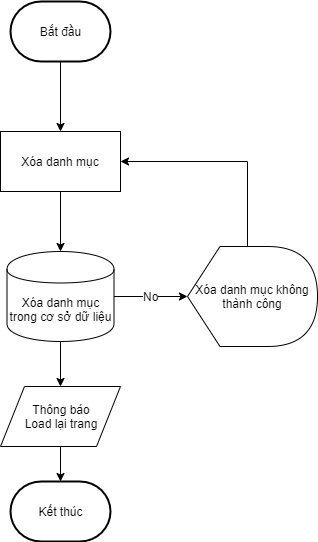 Bắt đầu
Xóa danh mục
Xóa danh mục
trong cơ sở dữ liệu
No
Xóa danh mục không
thành công
Thông báo
Load lại trang
Kết thúc